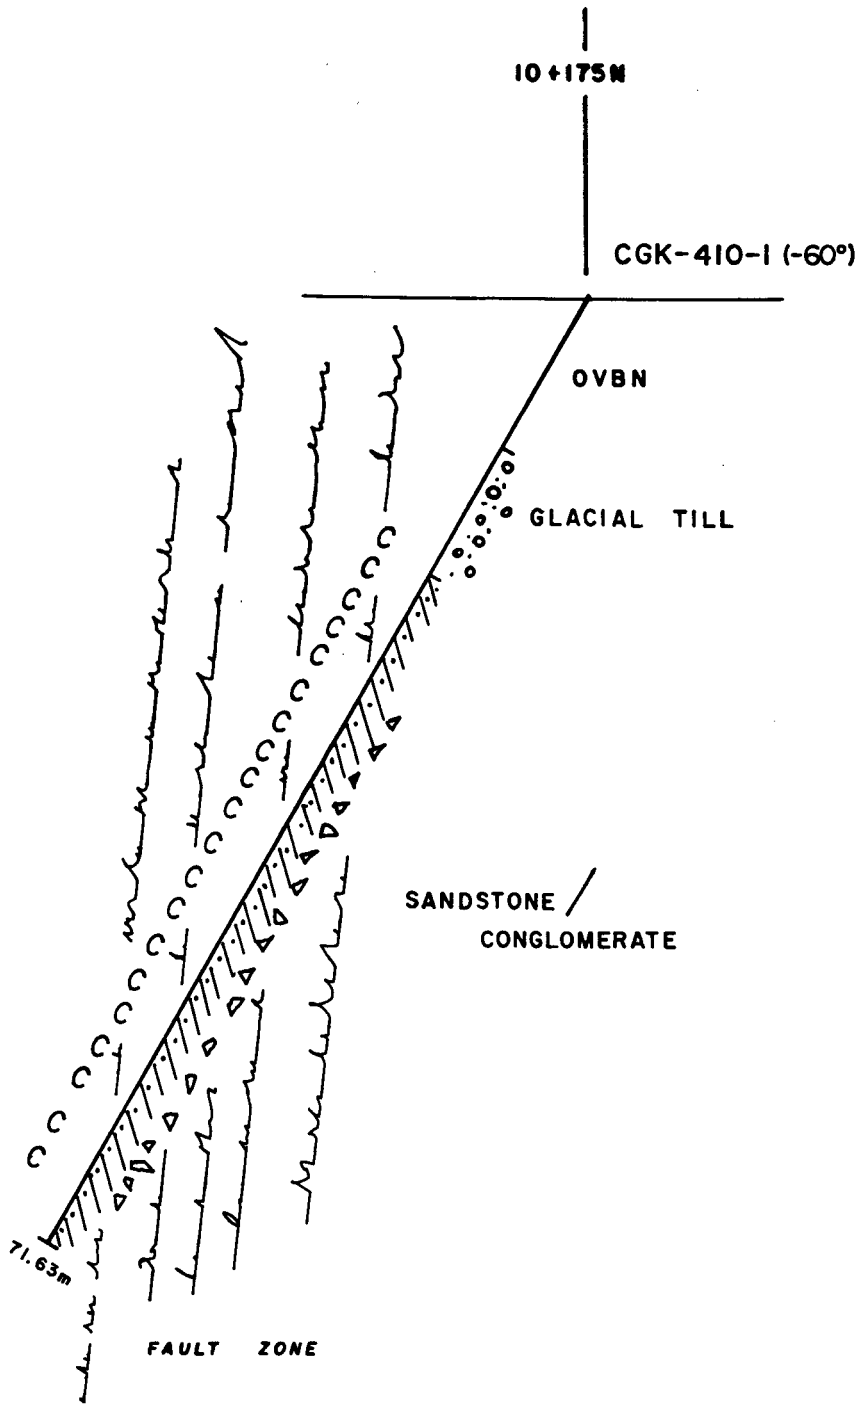 10+175N
CGK-410-1 (-60°)
OVBN
GLACIAL TILL
SANDSTONE /
CONGLOMERATE
71.63m
FAULT ZONE